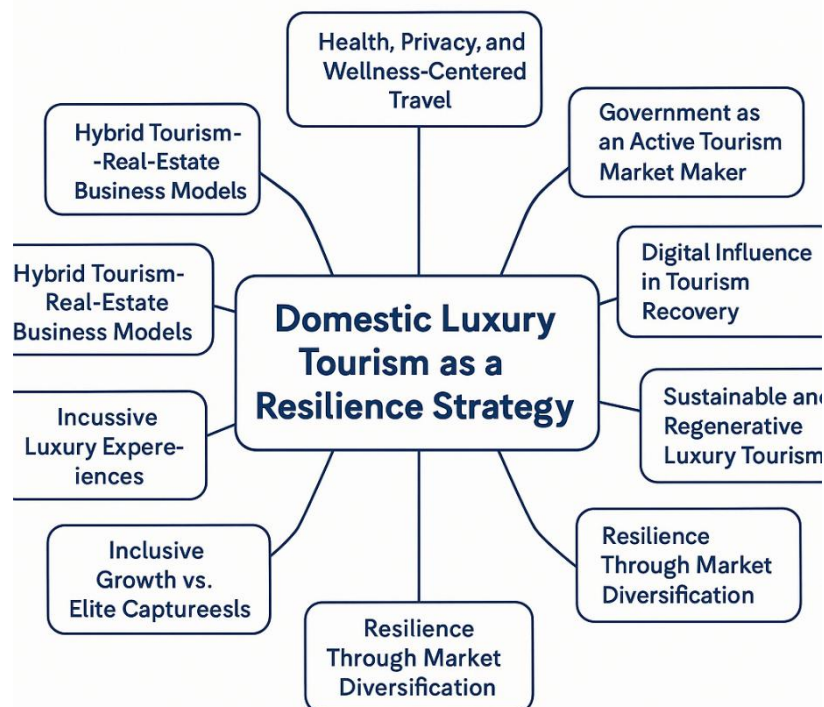 Health, Privacy, and
Wellness-Centered
Travel
Hybrid Tourism-
-Real-Estate
Business Models
Government as
an Active Tourism
Market Maker
Hybrid Tourism-
Real-Estate
Business Models
Digital Influence
in Tourism
Recovery
Domestic Luxury
Tourism as a
Resilience Strategy
Incussive
Luxury Expere-
iences
Sustainable and
Regenerative
Luxury Tourism
Inclusive
Growth vs.
Elite Captureesls
Resilience
Through Market
Diversification
Resilience
Through Market
Diversification